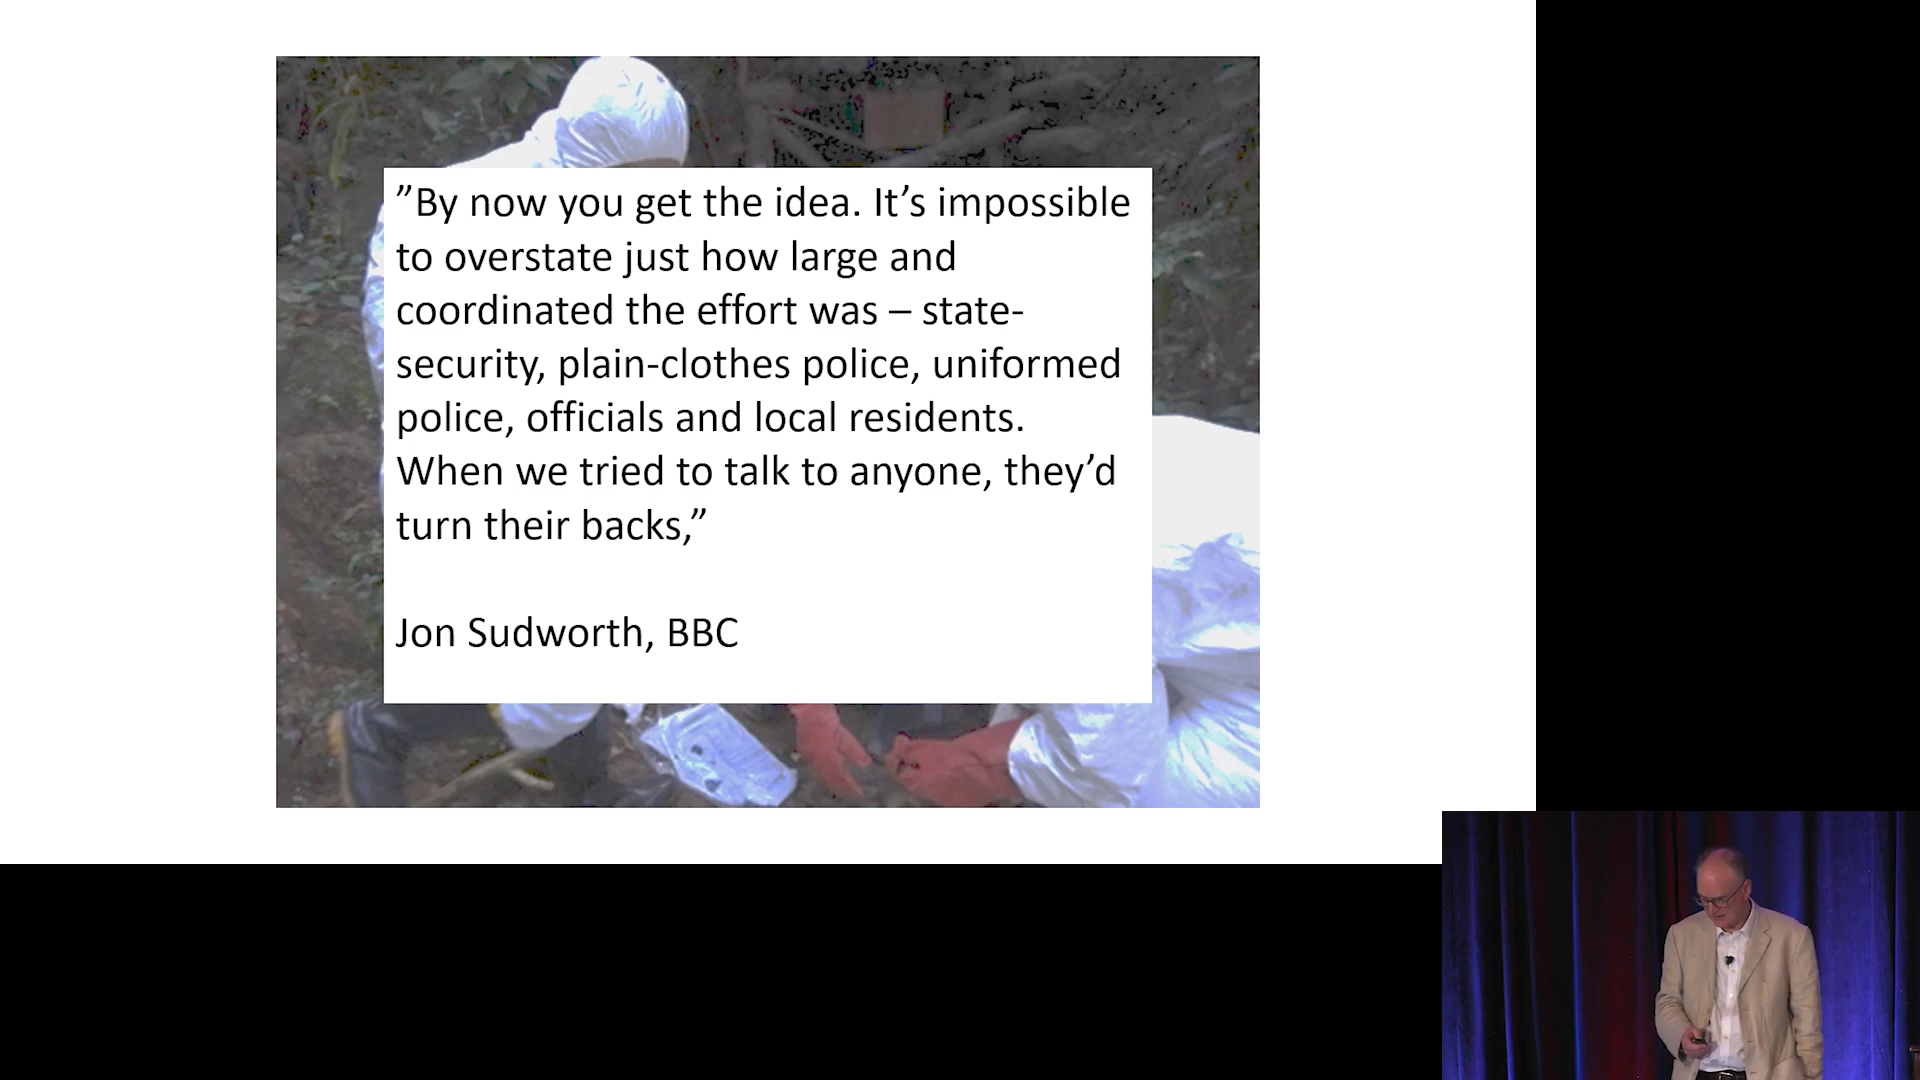 ”By now you get the idea. It’s impossible
to overstate just how large and
coordinated the effort was – state-
security, plain-clothes police, uniformed
police, officials and local residents.
When we tried to talk to anyone, they’d
turn their backs,”
Jon Sudworth, BBC